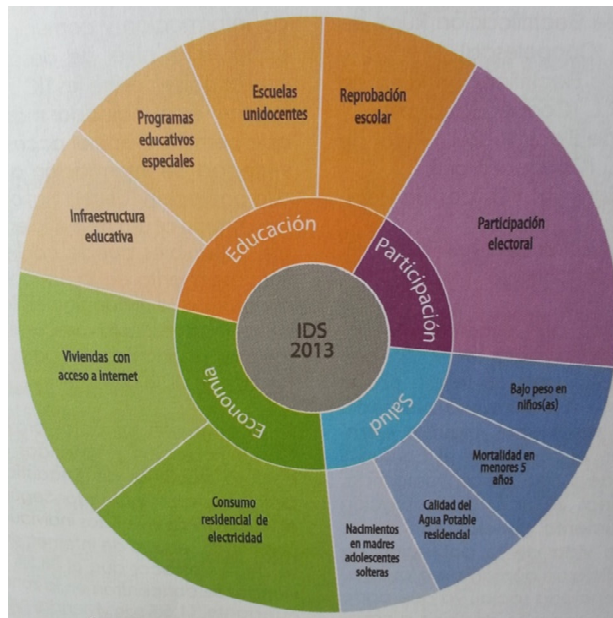 Escuelas
unidocentes
Reprobación
escolar
Programas
educativos
especiales
Infraestructura
educativa
Participación
electoral
Educación
Participación
IDS
2013
Economía
Salud
Viviendas con
acceso a internet
Consumo
residencial de
electricidad
Bajo peso en
niños(as)
Mortalidad en
menores 5
años
Calidad del
Agua Potable
residencial
Nacimientos
en madres
adolescentes
solteras